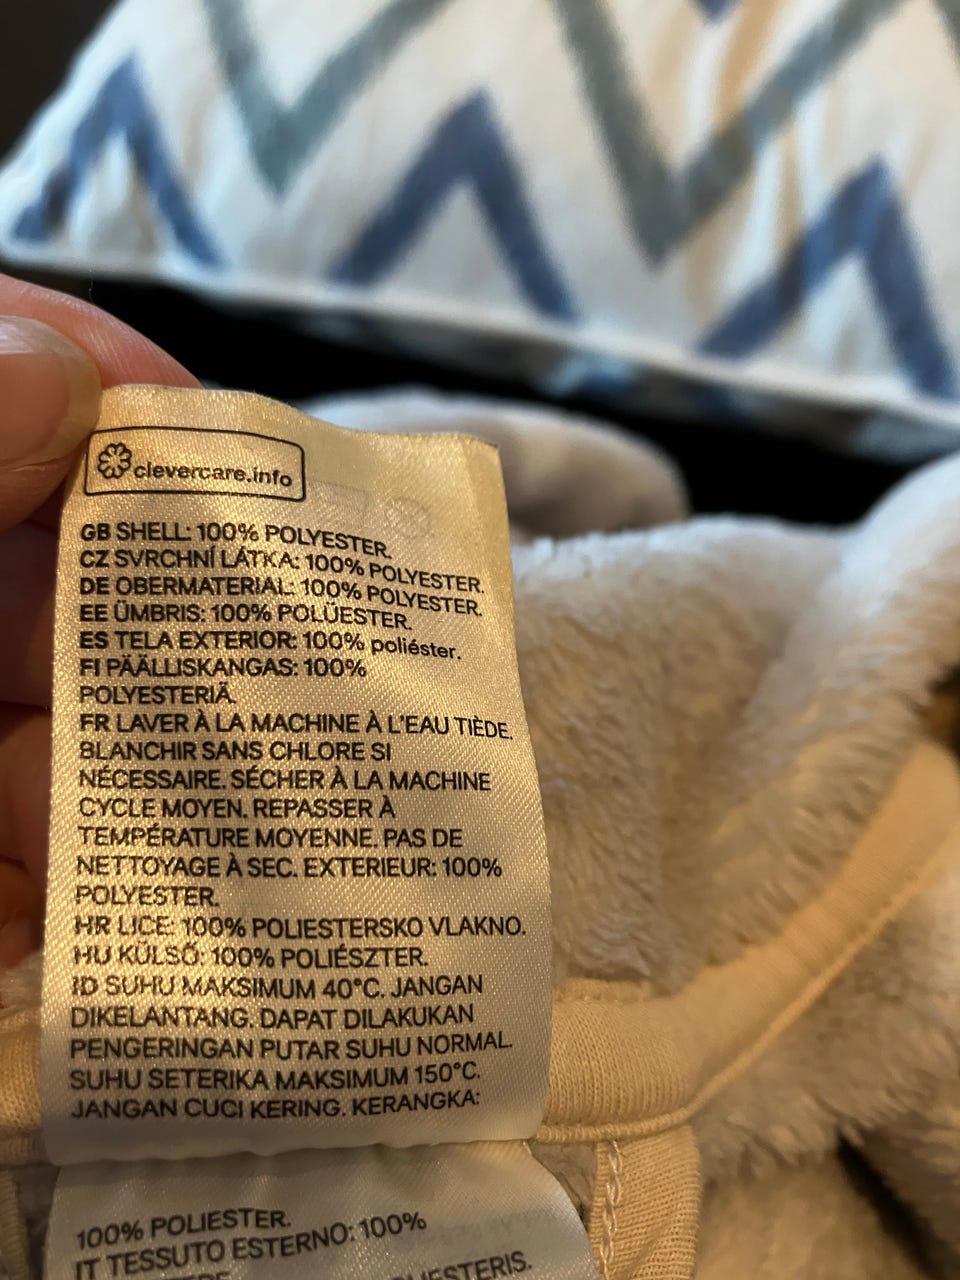 clevercare.info
GB SHELL: 100% POLYESTER.
CZ SVRCHNÍ LÁTKA: 100% POLYESTER.
DE OBERMATERIAL: 100% POLYESTER.
EE ÜMBRIS: 100% POLÜESTER.
ES TELA EXTERIOR: 100% poliéster.
FI PÄÄLLISKANGAS: 100%
POLYESTERIÄ.
FR LAVER À LA MACHINE À L'EAU TIÈDE.
BLANCHIR SANS CHLORE SI
NÉCESSAIRE. SÉCHER À LA MACHINE
CYCLE MOYEN. REPASSER À
TEMPÉRATURE MOYENNE. PAS DE
NETTOYAGE À SEC. EXTERIEUR: 100%
POLYESTER.
HR LICE: 100% POLIESTERSKO VLAKNO.
HU KÜLSŐ: 100% POLIÉSZTER.
ID SUHU MAKSIMUM 40°C. JANGAN
DIKELANTANG. DAPAT DILAKUKAN
PENGERINGAN PUTAR SUHU NORMAL.
SUHU SETERIKA MAKSIMUM 150°C.
JANGAN CUCI KERING. KERANGKA:
100% POLIESTER.
IT TESSUTO ESTERNO: 100%